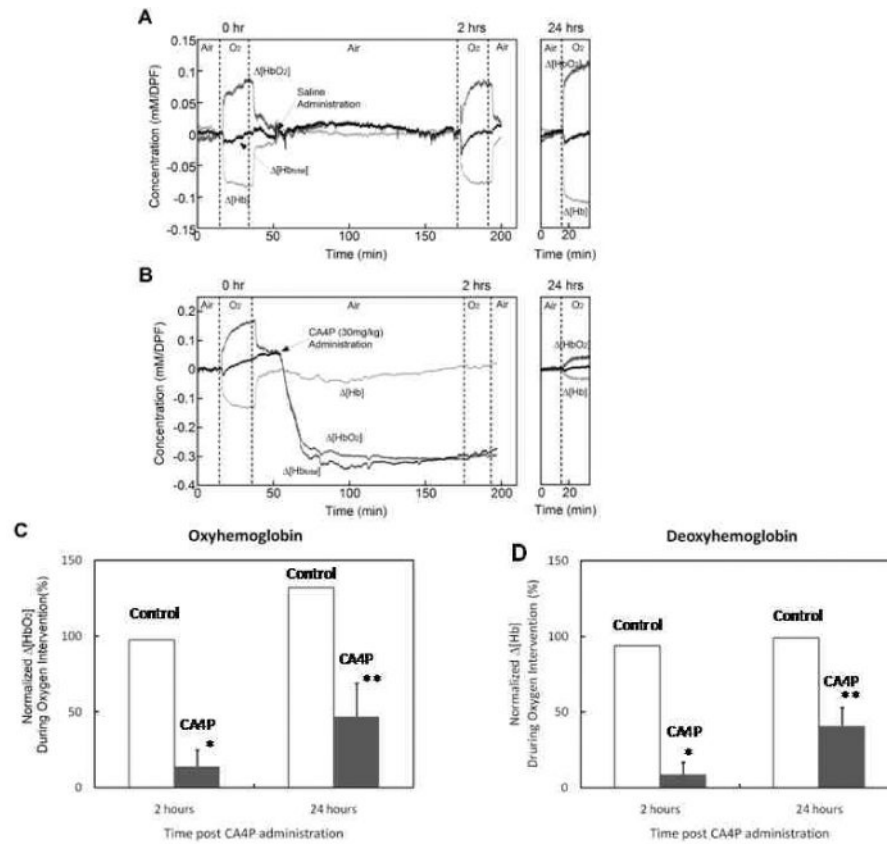 A
0 hr
2 hrs
24 hrs
Air
O₂
Air
O₂
Air
Air
O₂
Δ[HbO₂]
Saline
Administration
Δ[Hbtotal]
Δ[Hb]
Δ[HbO₂]
Δ[Hb]
0.15
0.1
0.05
0
-0.05
-0.1
-0.15
Concentration (mM/DPF)
0
50
100
150
200
0
20
Time (min)
Time (min)
B
0 hr
2 hrs
24 hrs
Air
O₂
Air
O₂
Air
Air
O₂
CA4P (30mg/kg)
Administration
Δ[Hb]
Δ[HbO₂]
Δ[Hbtotal]
Δ[HbO₂]
Δ[Hb]
0.2
0.1
0
-0.1
-0.2
-0.3
-0.4
Concentration (mM/DPF)
0
50
100
150
200
0
20
Time (min)
Time (min)
C
Oxyhemoglobin
Normalized Δ[HbO₂]
During Oxygen Intervention(%)
150
100
50
0
Control
CA4P
*
Control
CA4P
**
2 hours
24 hours
Time post CA4P administration
D
Deoxyhemoglobin
Normalized Δ[Hb]
Druring Oxygen Intervention (%)
150
100
50
0
Control
CA4P
*
Control
CA4P
**
2 hours
24 hours
Time post CA4P administration